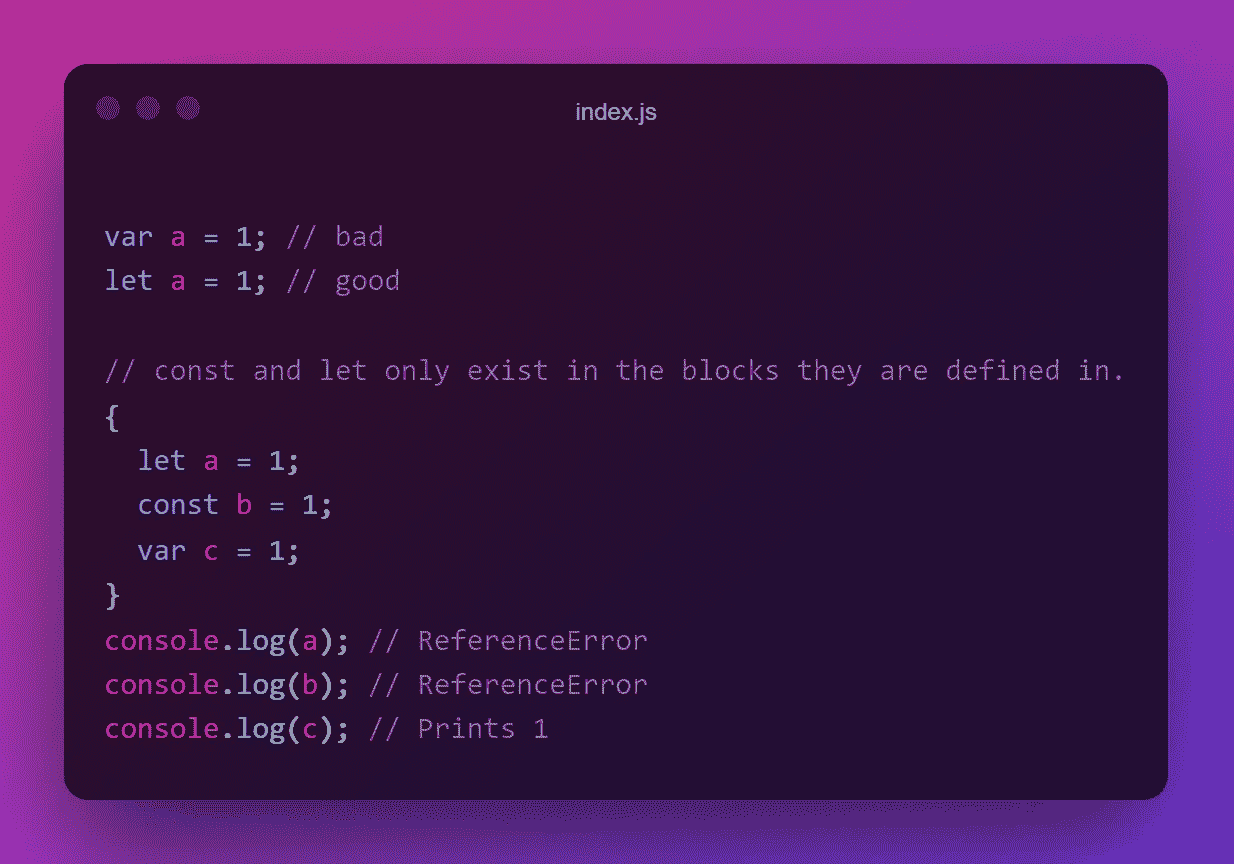 index.js
var a = 1; // bad
let a = 1; // good
// const and let only exist in the blocks they are defined in.
{
  let a = 1;
  const b = 1;
  var c = 1;
}
console.log(a); // ReferenceError
console.log(b); // ReferenceError
console.log(c); // Prints 1